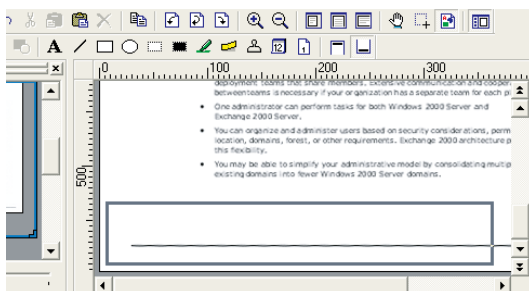 A
12
1
0
100
200
300
500
deployment teams that share members. Extensive communication and cooper
between teams is necessary if your organization has a separate team for each pl
• One administrator can perform tasks for both Windows 2000 Server and
Exchange 2000 Server.
• You can organize and administer users based on security considerations, perm
location, domains, forest, or other requirements. Exchange 2000 architecture p
this flexibility.
• You may be able to simplify your administrative model by consolidating multip
existing domains into fewer Windows 2000 Server domains.